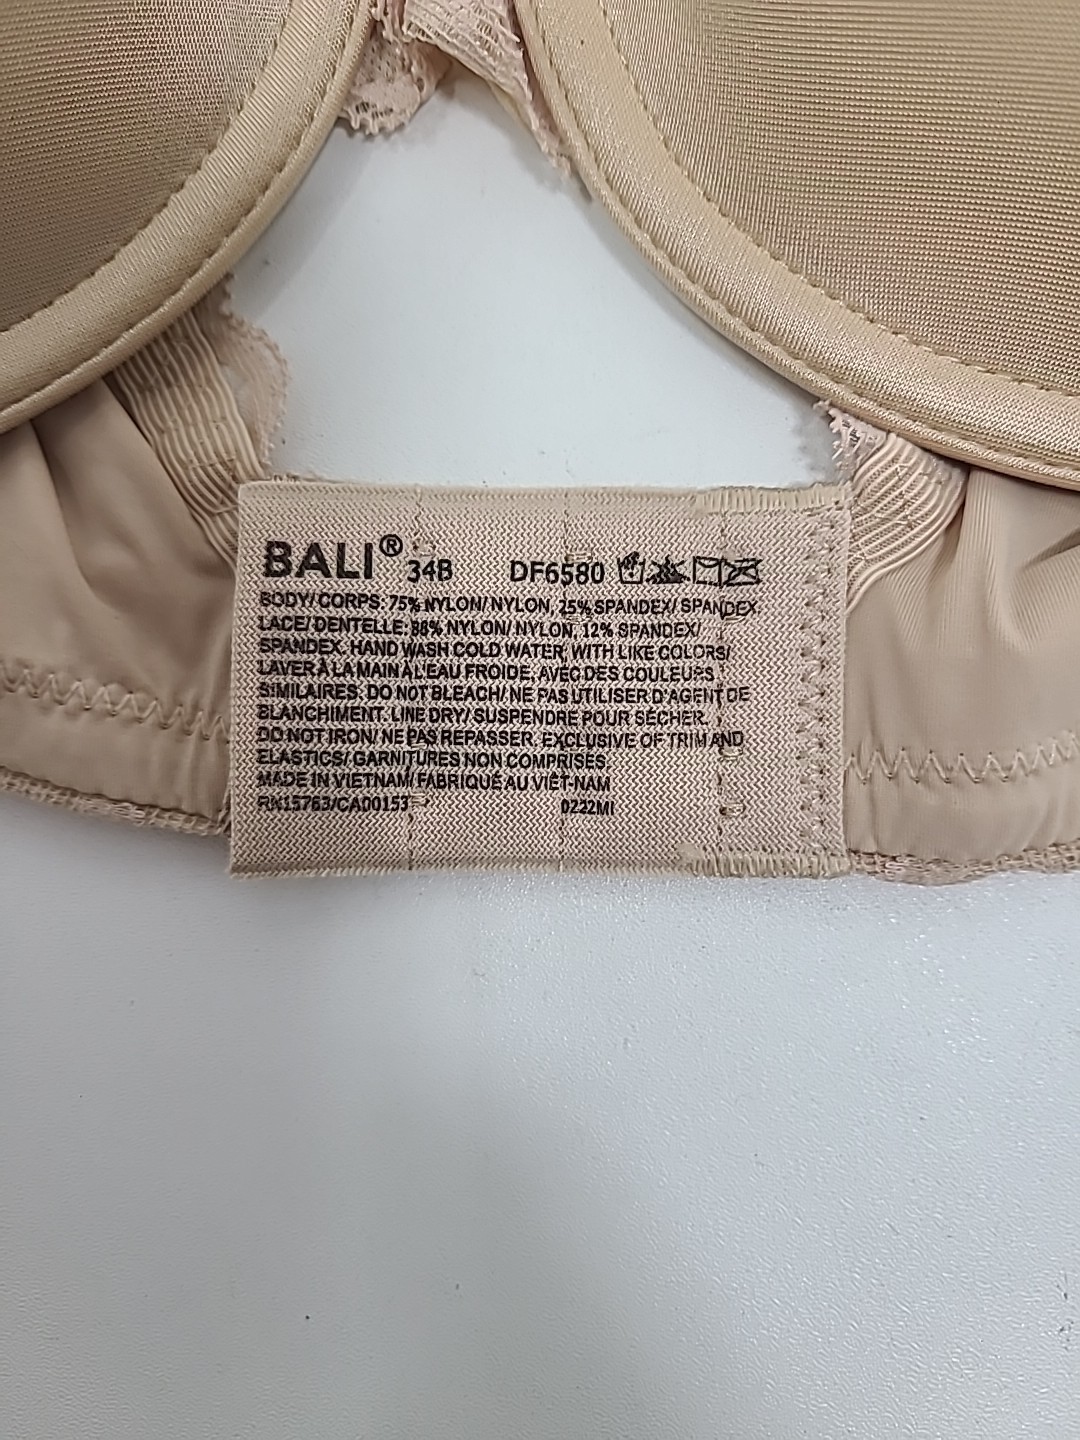 BALI® 34B DF6580
BODY/ CORPS: 75% NYLON/ NYLON, 25% SPANDEX/ SPANDEX.
LACE/ DENTELLE: 88% NYLON/ NYLON, 12% SPANDEX/
SPANDEX. HAND WASH COLD WATER, WITH LIKE COLORS/
LAVER À LA MAIN À L'EAU FROIDE, AVEC DES COULEURS
SIMILAIRES. DO NOT BLEACH/ NE PAS UTILISER D'AGENT DE
BLANCHIMENT. LINE DRY/ SUSPENDRE POUR SÉCHER.
DO NOT IRON/ NE PAS REPASSER. EXCLUSIVE OF TRIM AND
ELASTICS/ GARNITURES NON COMPRISES.
MADE IN VIETNAM/ FABRIQUÉ AU VIÊT-NAM
RN15763/CA00153 0222MI